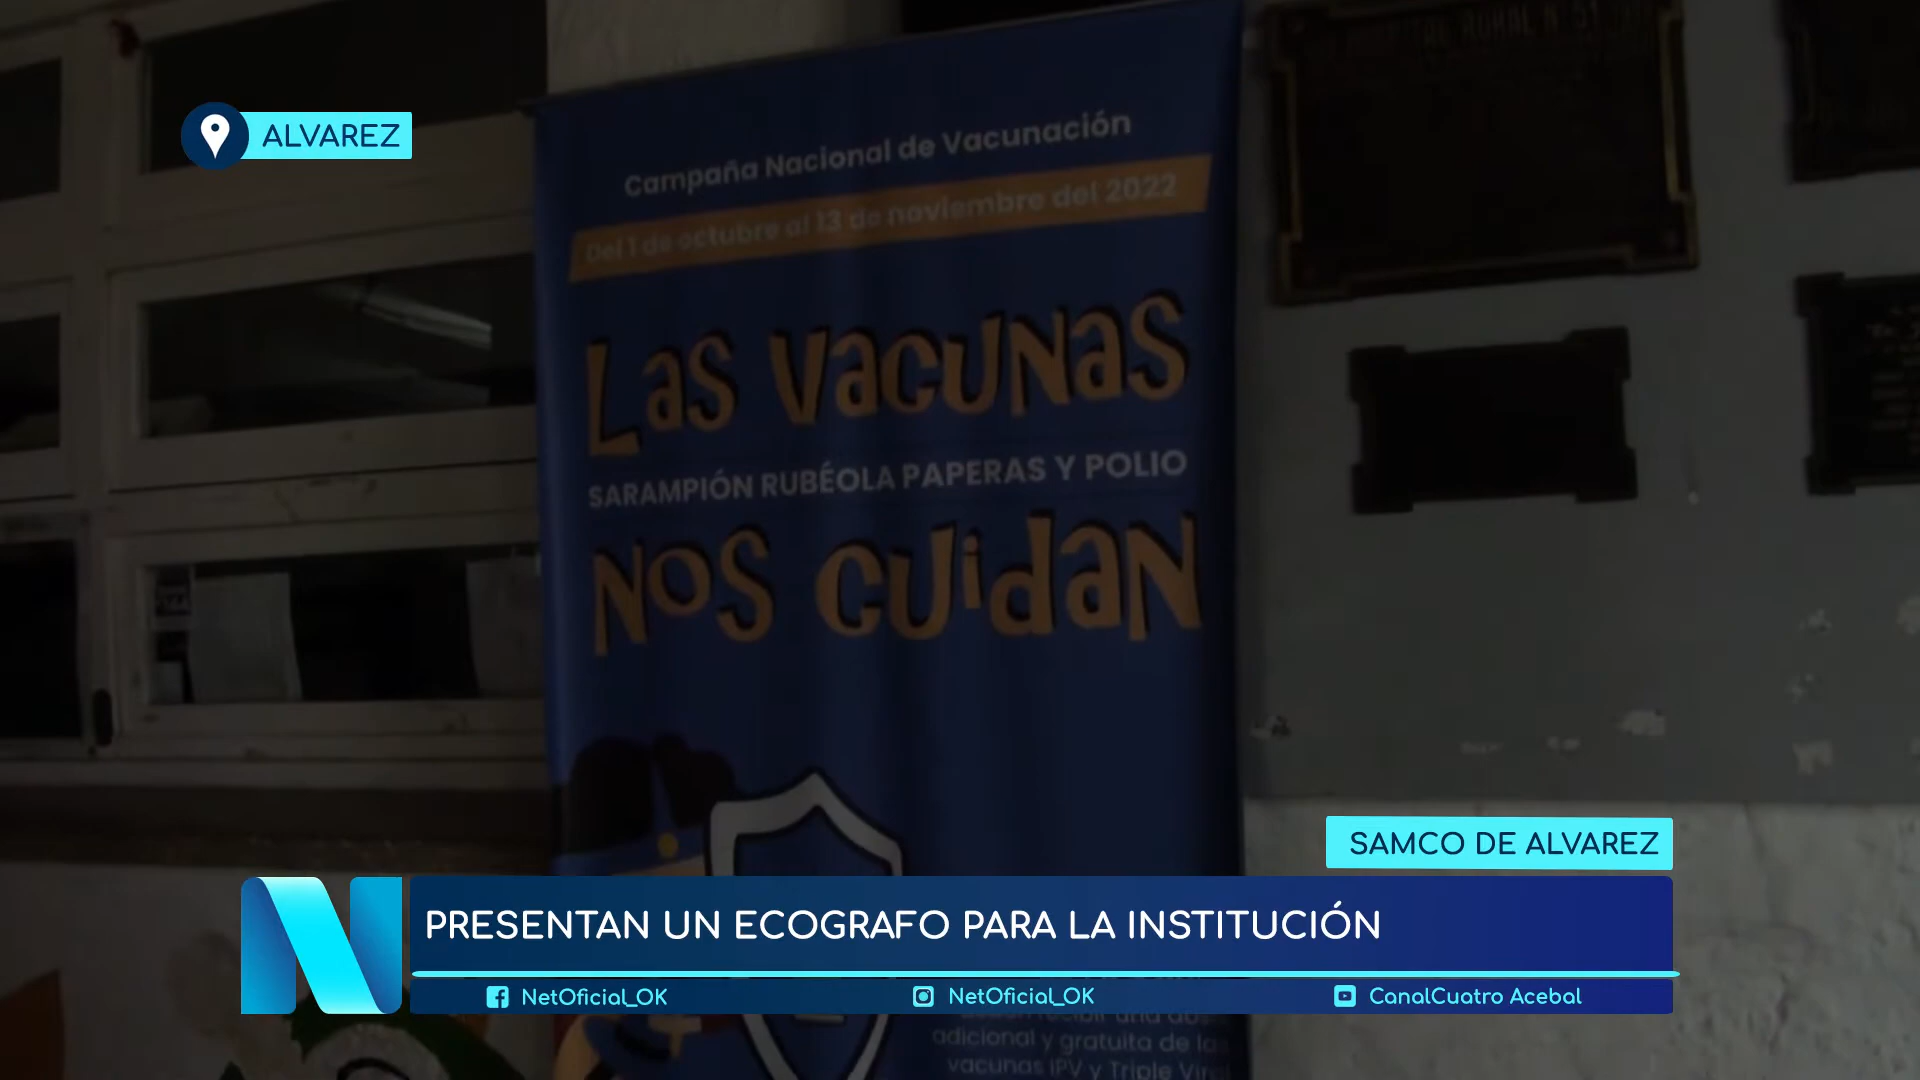 ALVAREZ
RURAL N° 51
Campaña Nacional de Vacunación
Del 1 de octubre al 13 de noviembre del 2022
Las vacunas
SARAMPIÓN RUBÉOLA PAPERAS Y POLIO
nos cuidan
SAMCO DE ALVAREZ
PRESENTAN UN ECOGRAFO PARA LA INSTITUCIÓN
NetOficial_OK
NetOficial_OK
CanalCuatro Acebal
adicional y gratuita de las
vacunas IPV y Triple Viral